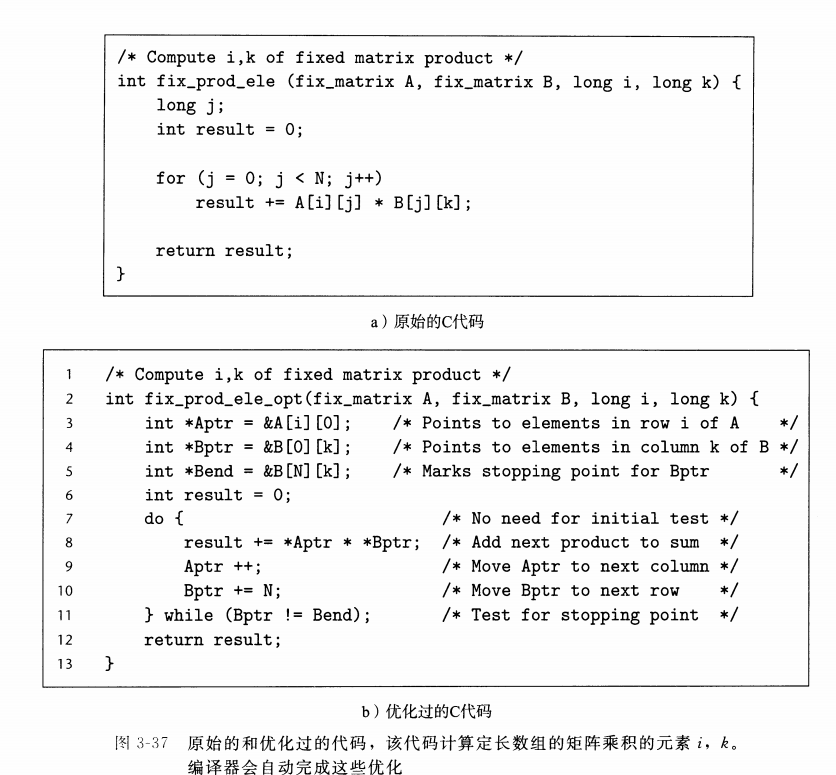 /* Compute i,k of fixed matrix product */
int fix_prod_ele (fix_matrix A, fix_matrix B, long i, long k) {
    long j;
    int result = 0;

    for (j = 0; j < N; j++)
        result += A[i][j] * B[j][k];

    return result;
}
a）原始的C代码
1    /* Compute i,k of fixed matrix product */
2    int fix_prod_ele_opt(fix_matrix A, fix_matrix B, long i, long k) {
3        int *Aptr = &A[i][0];    /* Points to elements in row i of A    */
4        int *Bptr = &B[0][k];    /* Points to elements in column k of B */
5        int *Bend = &B[N][k];    /* Marks stopping point for Bptr       */
6        int result = 0;
7        do {                          /* No need for initial test */
8            result += *Aptr * *Bptr;  /* Add next product to sum  */
9            Aptr ++;                  /* Move Aptr to next column */
10            Bptr += N;                /* Move Bptr to next row    */
11        } while (Bptr != Bend);       /* Test for stopping point  */
12        return result;
13    }
b）优化过的C代码
图 3-37 原始的和优化过的代码，该代码计算定长数组的矩阵乘积的元素 i，k。
编译器会自动完成这些优化